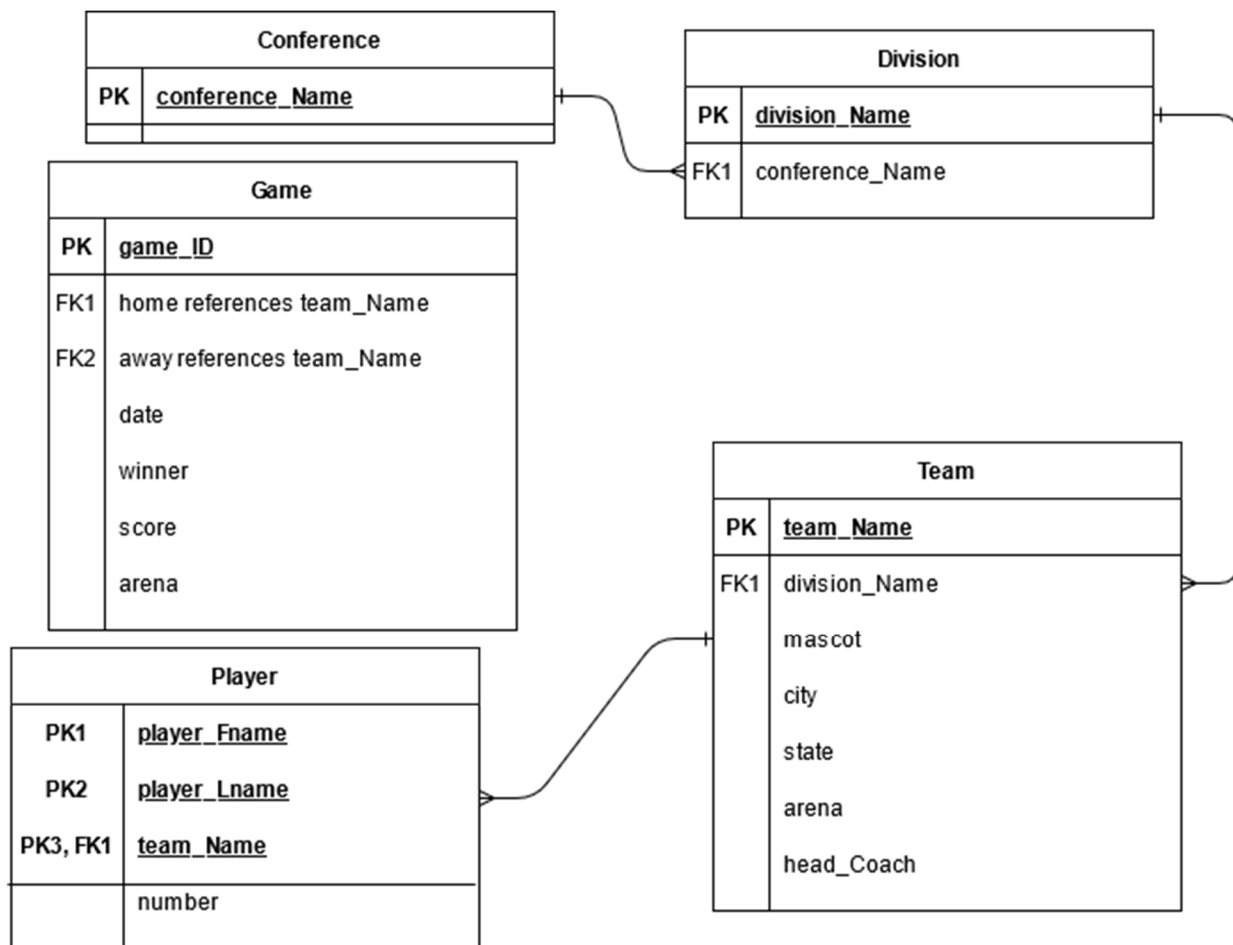 Conference
PK conference_Name
Division
PK division_Name
FK1 conference_Name
Game
PK game_ID
FK1 home references team_Name
FK2 away references team_Name
date
winner
score
arena
Team
PK team_Name
FK1 division_Name
mascot
city
state
arena
head_Coach
Player
PK1 player_Fname
PK2 player_Lname
PK3, FK1 team_Name
number